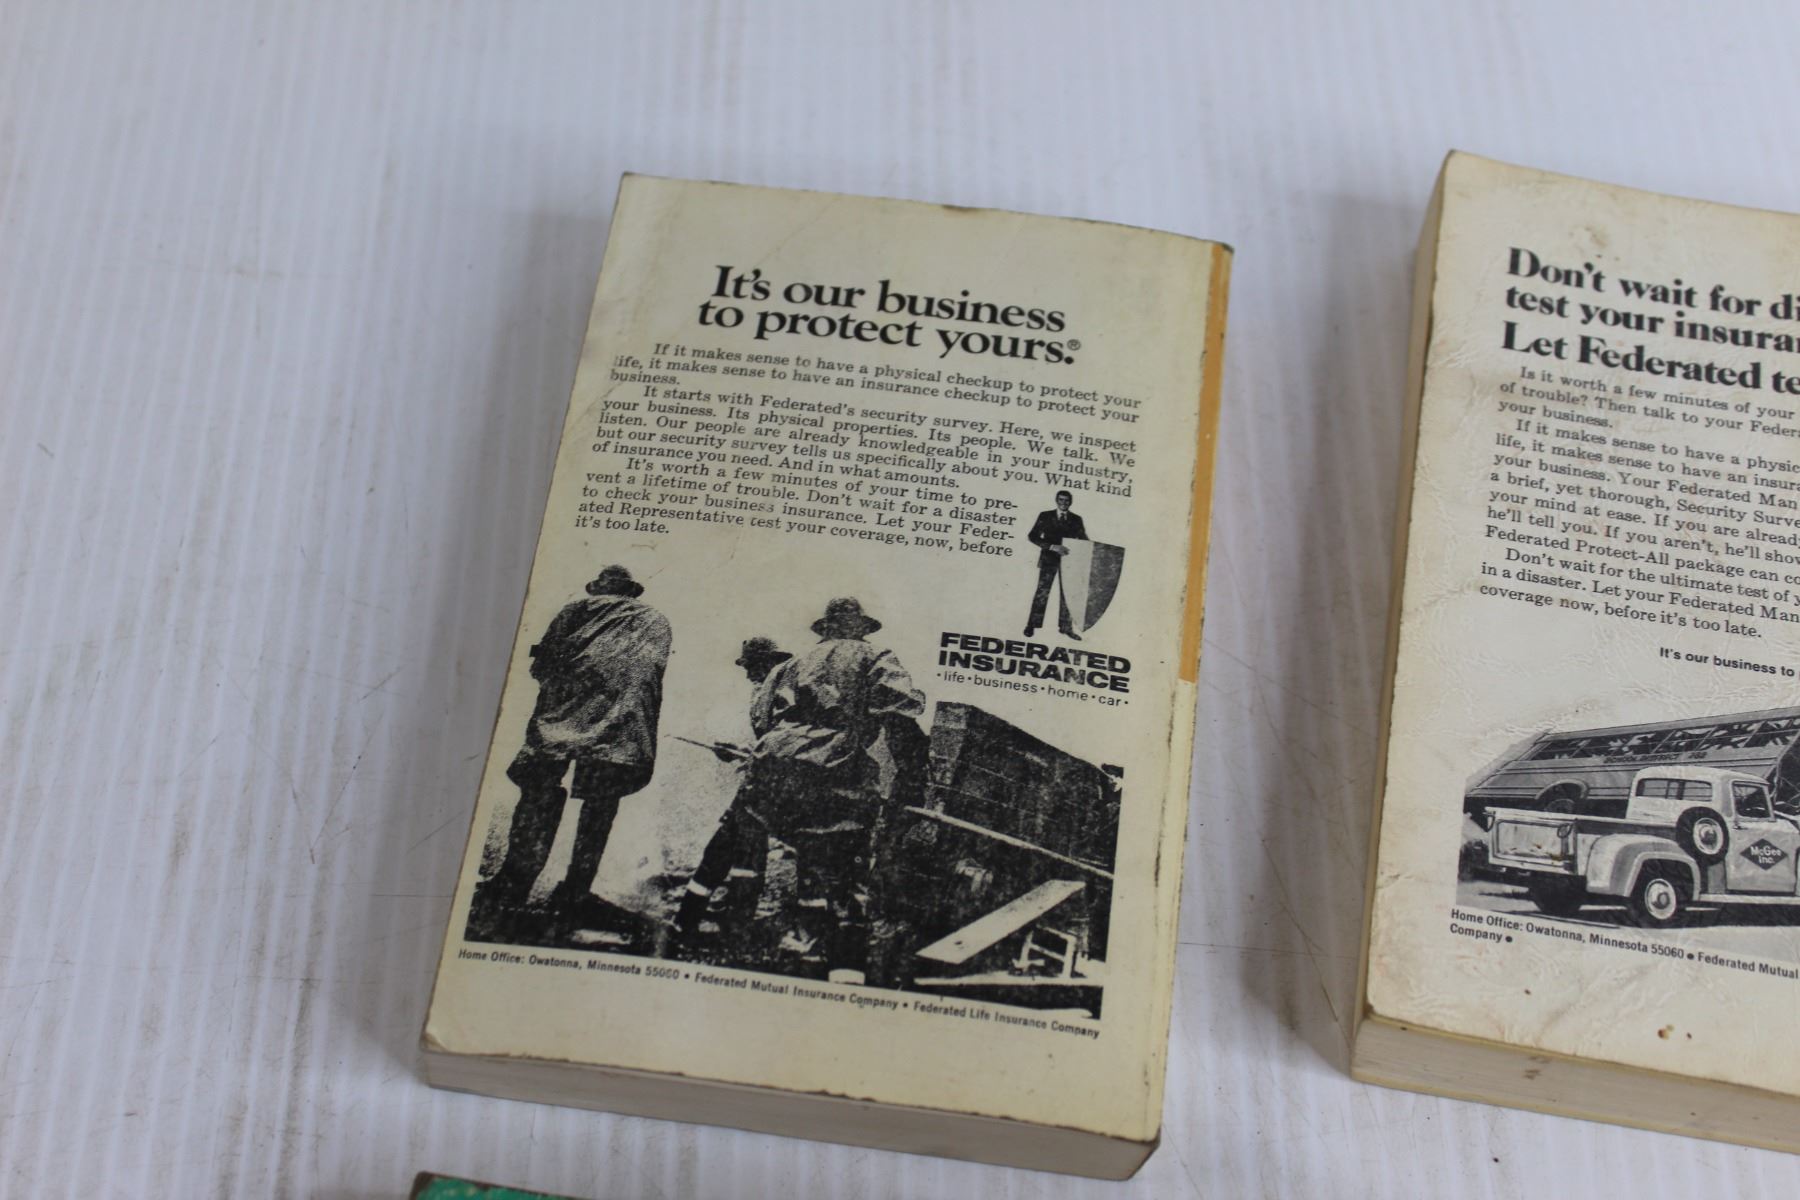 It's our business
to protect yours.®
If it makes sense to have a physical checkup to protect your
life, it makes sense to have an insurance checkup to protect your
business.
It starts with Federated's security survey. Here, we inspect
your business. Its physical properties. Its people. We talk. We
listen. Our people are already knowledgeable in your industry,
but our security survey tells us specifically about you. What kind
of insurance you need. And in what amounts.
It's worth a few minutes of your time to pre-
vent a lifetime of trouble. Don't wait for a disaster
to check your business insurance. Let your Feder-
ated Representative test your coverage, now, before
it's too late.
FEDERATED
INSURANCE
• life • business • home • car •
Home Office: Owatonna, Minnesota 55060 • Federated Mutual Insurance Company • Federated Life Insurance Company
Don't wait for di
test your insura
Let Federated te
Is it worth a few minutes of your
of trouble? Then talk to your Feder
your business.
If it makes sense to have a physic
life, it makes sense to have an insura
your business. Your Federated Man
a brief, yet thorough, Security Surve
your mind at ease. If you are alread
he'll tell you. If you aren't, he'll show
Federated Protect-All package can co
Don't wait for the ultimate test of y
in a disaster. Let your Federated Man
coverage now, before it's too late.
It's our business to
SCHOOL DISTRICT
McGee
Inc.
Home Office: Owatonna, Minnesota 55060 • Federated Mutual
Company •